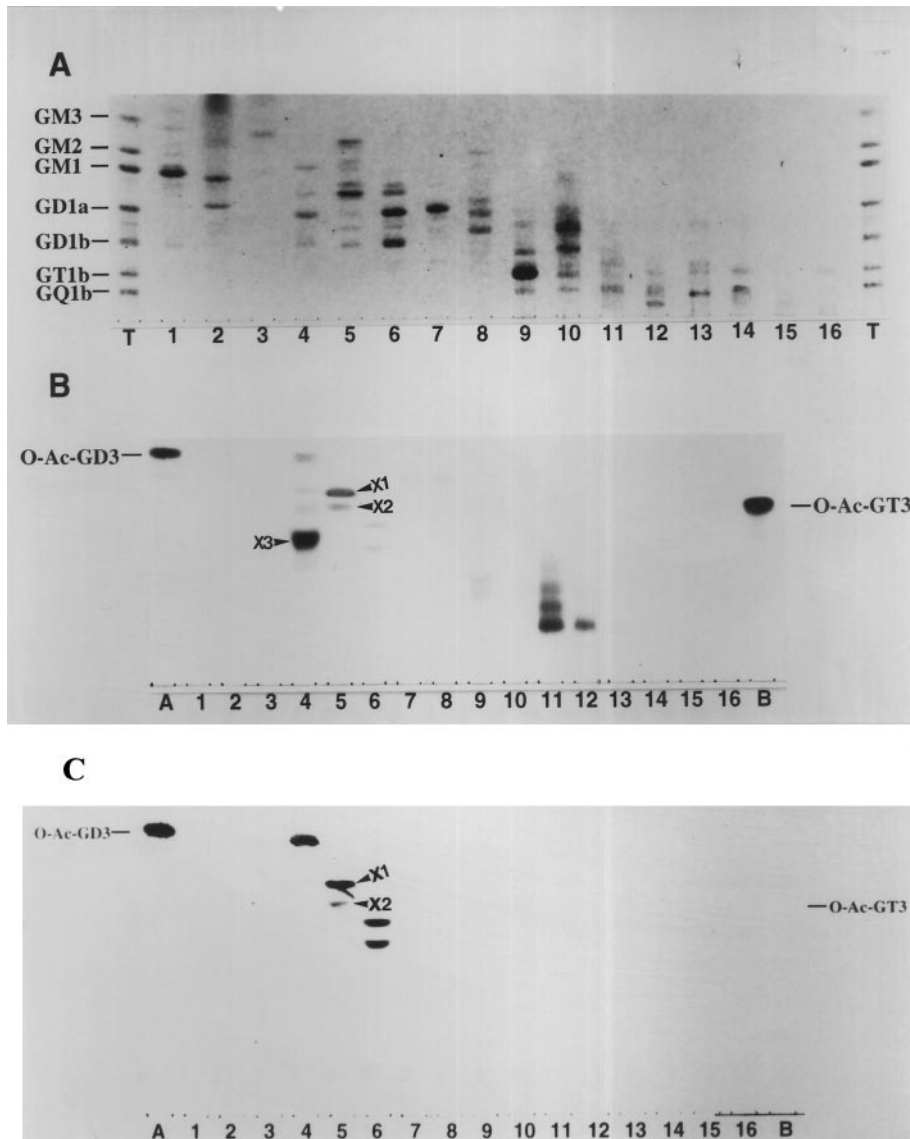 A
GM3
GM2
GM1
GD1a
GD1b
GT1b
GQ1b
T 1 2 3 4 5 6 7 8 9 10 11 12 13 14 15 16 T
B
O-Ac-GD3
X1
X2
X3
O-Ac-GT3
A 1 2 3 4 5 6 7 8 9 10 11 12 13 14 15 16 B
C
O-Ac-GD3
X1
X2
O-Ac-GT3
A 1 2 3 4 5 6 7 8 9 10 11 12 13 14 15 16 B